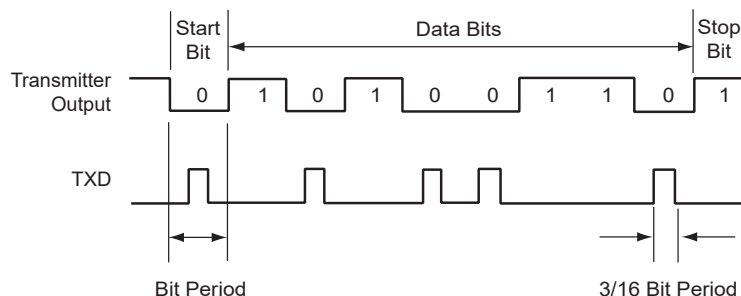 Start
Bit
Data Bits
Stop
Bit
Transmitter
Output
0 1 0 1 0 0 1 1 0 1
TXD
Bit Period
3/16 Bit Period